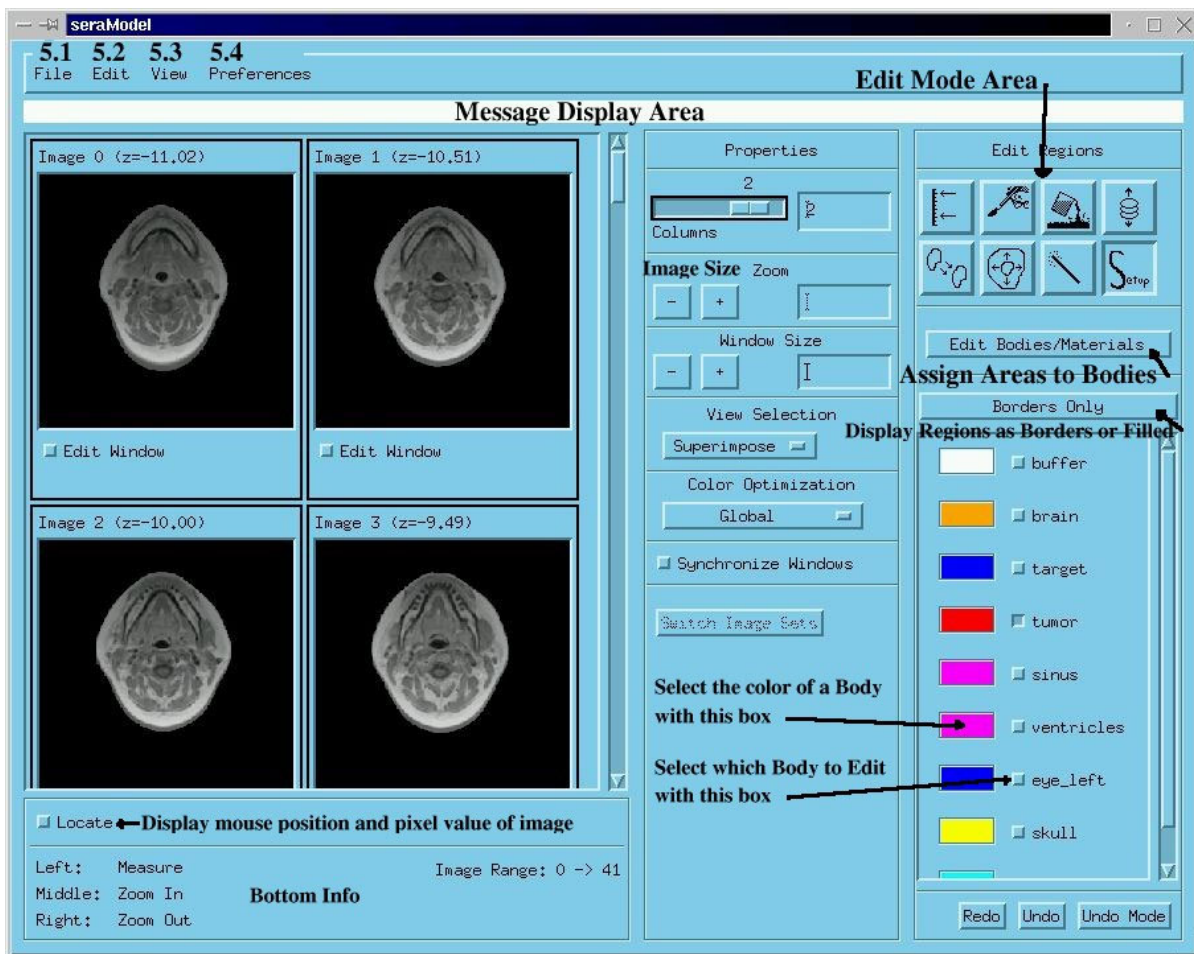 seraModel
5.1 5.2 5.3 5.4
File Edit View Preferences
Edit Mode Area
Message Display Area
Image 0 (z=-11.02)
Image 1 (z=-10.51)
Edit Window
Edit Window
Image 2 (z=-10.00)
Image 3 (z=-9.49)
Locate
Display mouse position and pixel value of image
Left: Measure
Image Range: 0 -> 41
Middle: Zoom In
Bottom Info
Right: Zoom Out
Properties
2
2
Columns
Image Size Zoom
- +
Window Size
- +
View Selection
Superimpose
Color Optimization
Global
Synchronize Windows
Switch Image Sets
Select the color of a Body
with this box
Select which Body to Edit
with this box
Edit Regions
Setup
Edit Bodies/Materials
Assign Areas to Bodies
Borders Only
Display Regions as Borders or Filled
buffer
brain
target
tumor
sinus
ventricles
eye_left
skull
Redo Undo Undo Mode